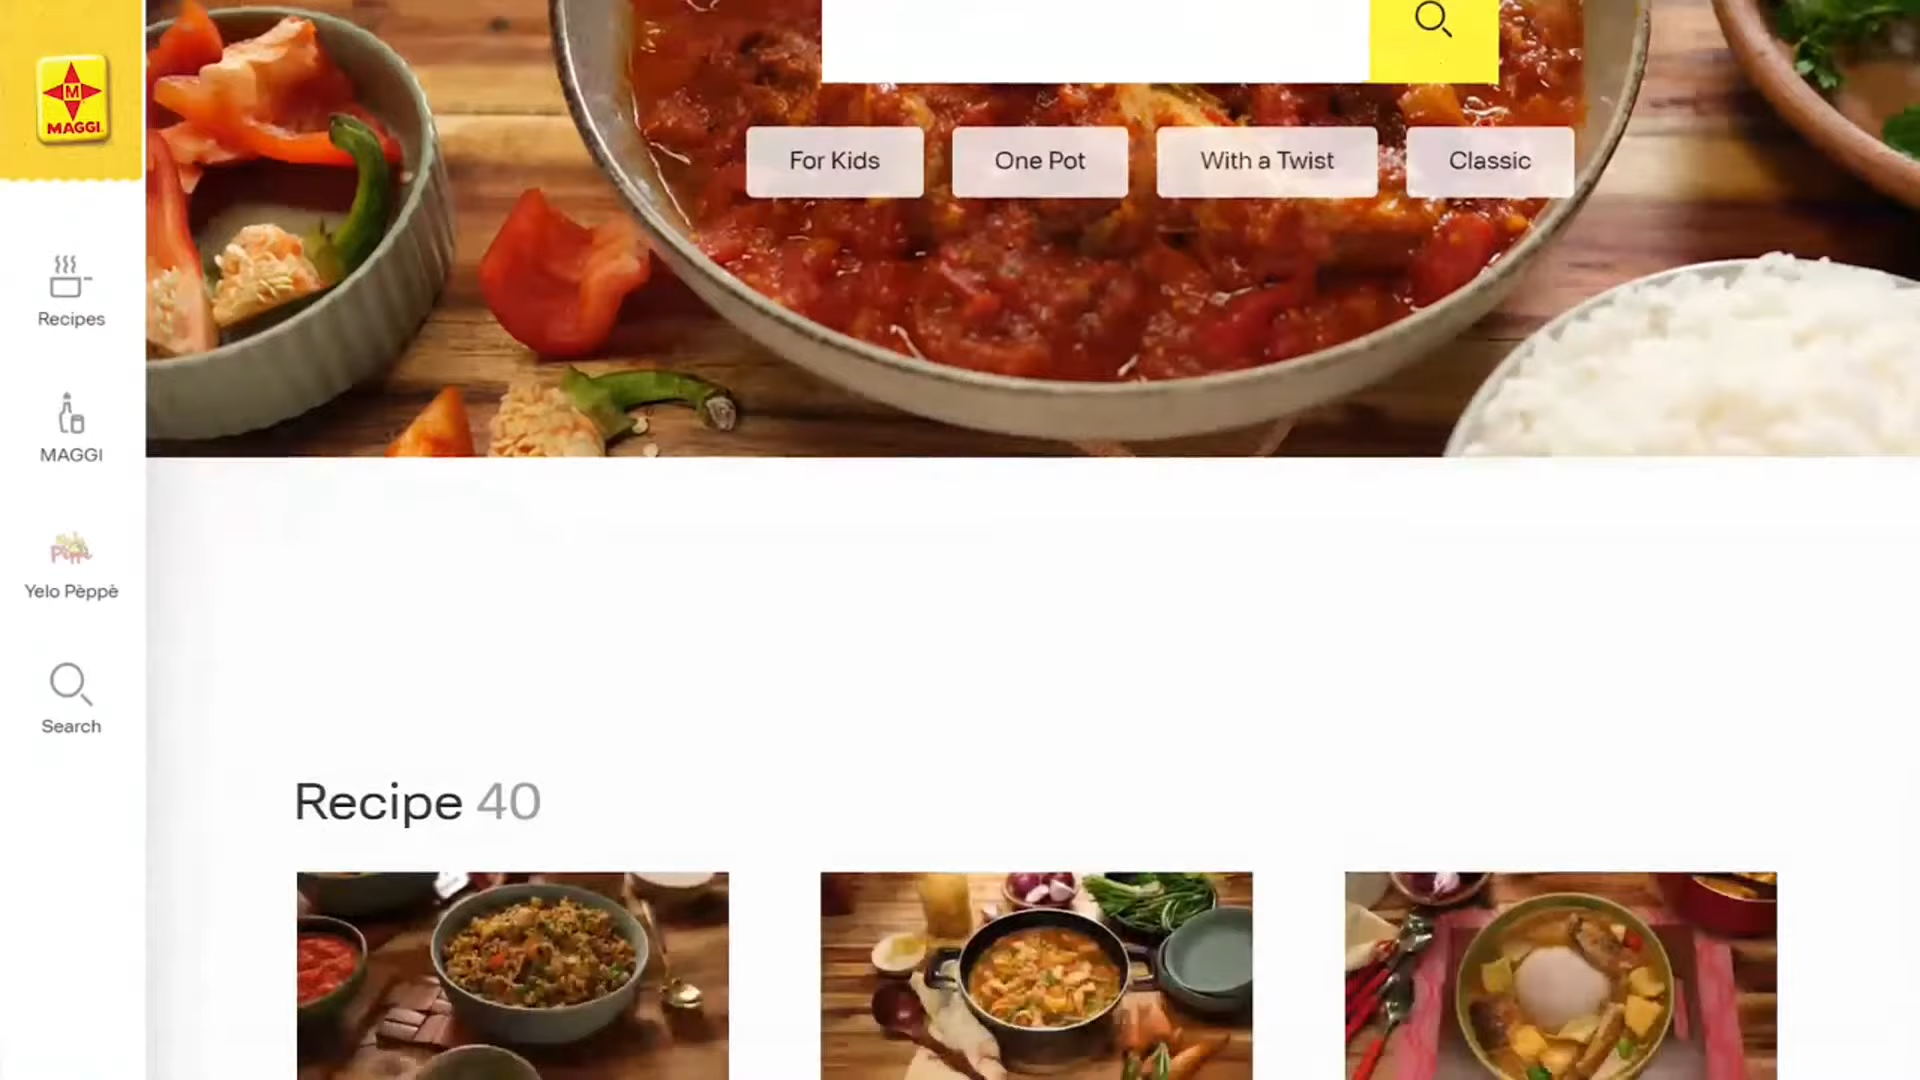 M
MAGGI
For Kids
One Pot
With a Twist
Classic
Recipes
MAGGI
Yelo Pèppè
Search
Recipe 40